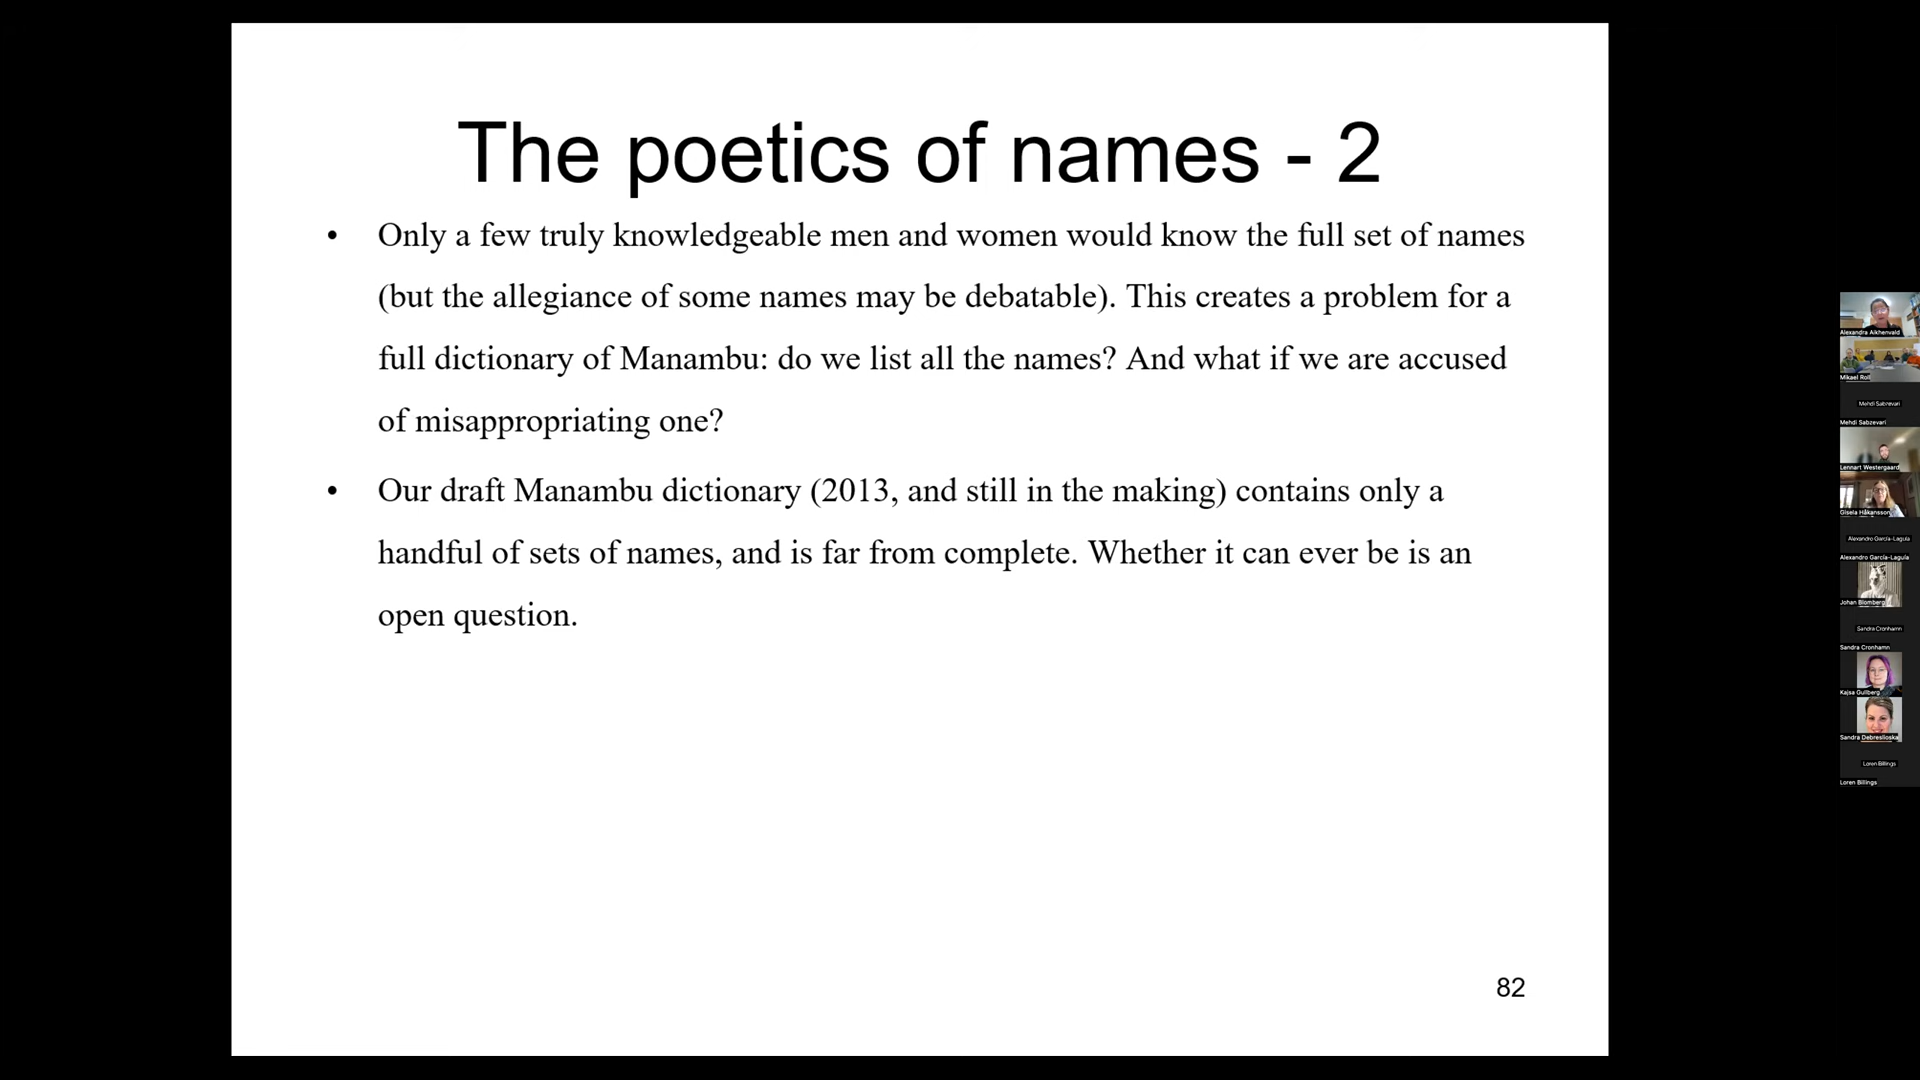 The poetics of names - 2
• Only a few truly knowledgeable men and women would know the full set of names
(but the allegiance of some names may be debatable). This creates a problem for a
full dictionary of Manambu: do we list all the names? And what if we are accused
of misappropriating one?
• Our draft Manambu dictionary (2013, and still in the making) contains only a
handful of sets of names, and is far from complete. Whether it can ever be is an
open question.
82
Alexandra Aikhenvald
Mikael Roll
Mehdi Sabzevari
Mehdi Sabzevari
Lennart Westergaard
Gisela Håkansson
Alexandro García-Laguía
Alexandro García-Laguía
Johan Blomberg
Sandra Cronhamn
Sandra Cronhamn
Kajsa Gullberg
Sandra Debreslioska
Loren Billings
Loren Billings